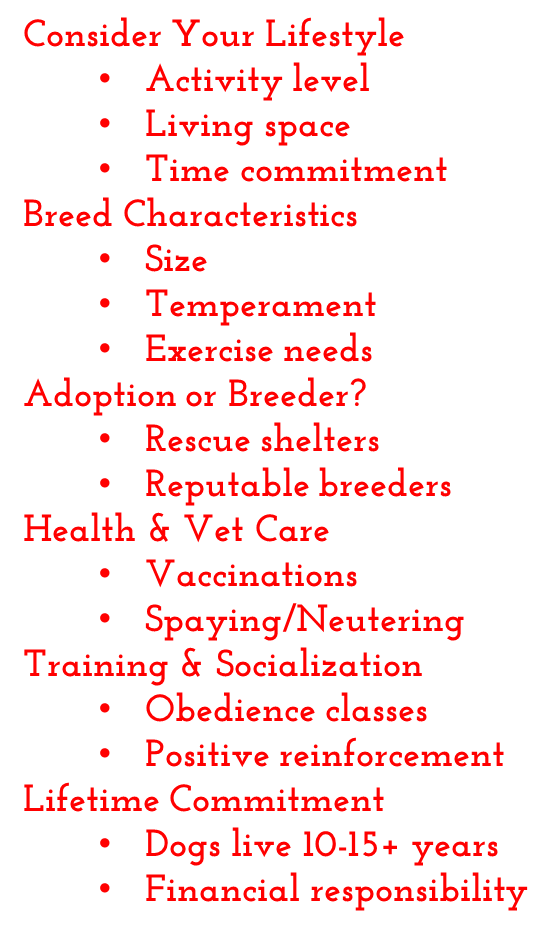 Consider Your Lifestyle
• Activity level
• Living space
• Time commitment
Breed Characteristics
• Size
• Temperament
• Exercise needs
Adoption or Breeder?
• Rescue shelters
• Reputable breeders
Health & Vet Care
• Vaccinations
• Spaying/Neutering
Training & Socialization
• Obedience classes
• Positive reinforcement
Lifetime Commitment
• Dogs live 10-15+ years
• Financial responsibility